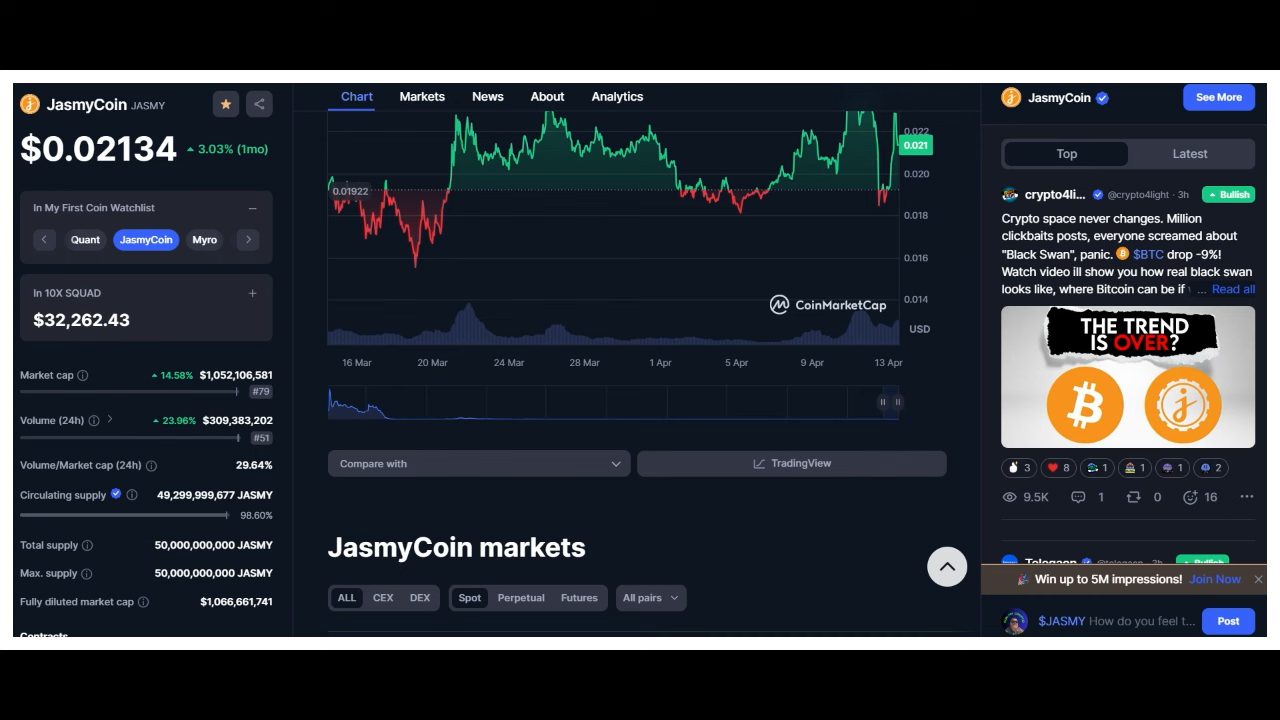 JasmyCoin JASMY
$0.02134 3.03% (1mo)
In My First Coin Watchlist
Quant JasmyCoin Myro
In 10X SQUAD
$32,262.43
Market cap 14.58% $1,052,106,581
#79
Volume (24h) 23.96% $309,383,202
#51
Volume/Market cap (24h) 29.64%
Circulating supply 49,299,999,677 JASMY
98.60%
Total supply 50,000,000,000 JASMY
Max. supply 50,000,000,000 JASMY
Fully diluted market cap $1,066,661,741
Contracts
Chart Markets News About Analytics
0.022
0.021
0.020
0.01922
0.018
0.016
0.014
CoinMarketCap
USD
16 Mar 20 Mar 24 Mar 28 Mar 1 Apr 5 Apr 9 Apr 13 Apr
Compare with
TradingView
JasmyCoin markets
ALL CEX DEX Spot Perpetual Futures All pairs
JasmyCoin See More
Top Latest
crypto4li... @crypto4light · 3h Bullish
Crypto space never changes. Million
clickbaits posts, everyone screamed about
"Black Swan", panic. $BTC drop -9%!
Watch video ill show you how real black swan
looks like, where Bitcoin can be if ... Read all
THE TREND
IS OVER?
3 8 1 1 1 2
9.5K 1 0 16
Win up to 5M impressions! Join Now
$JASMY How do you feel t... Post